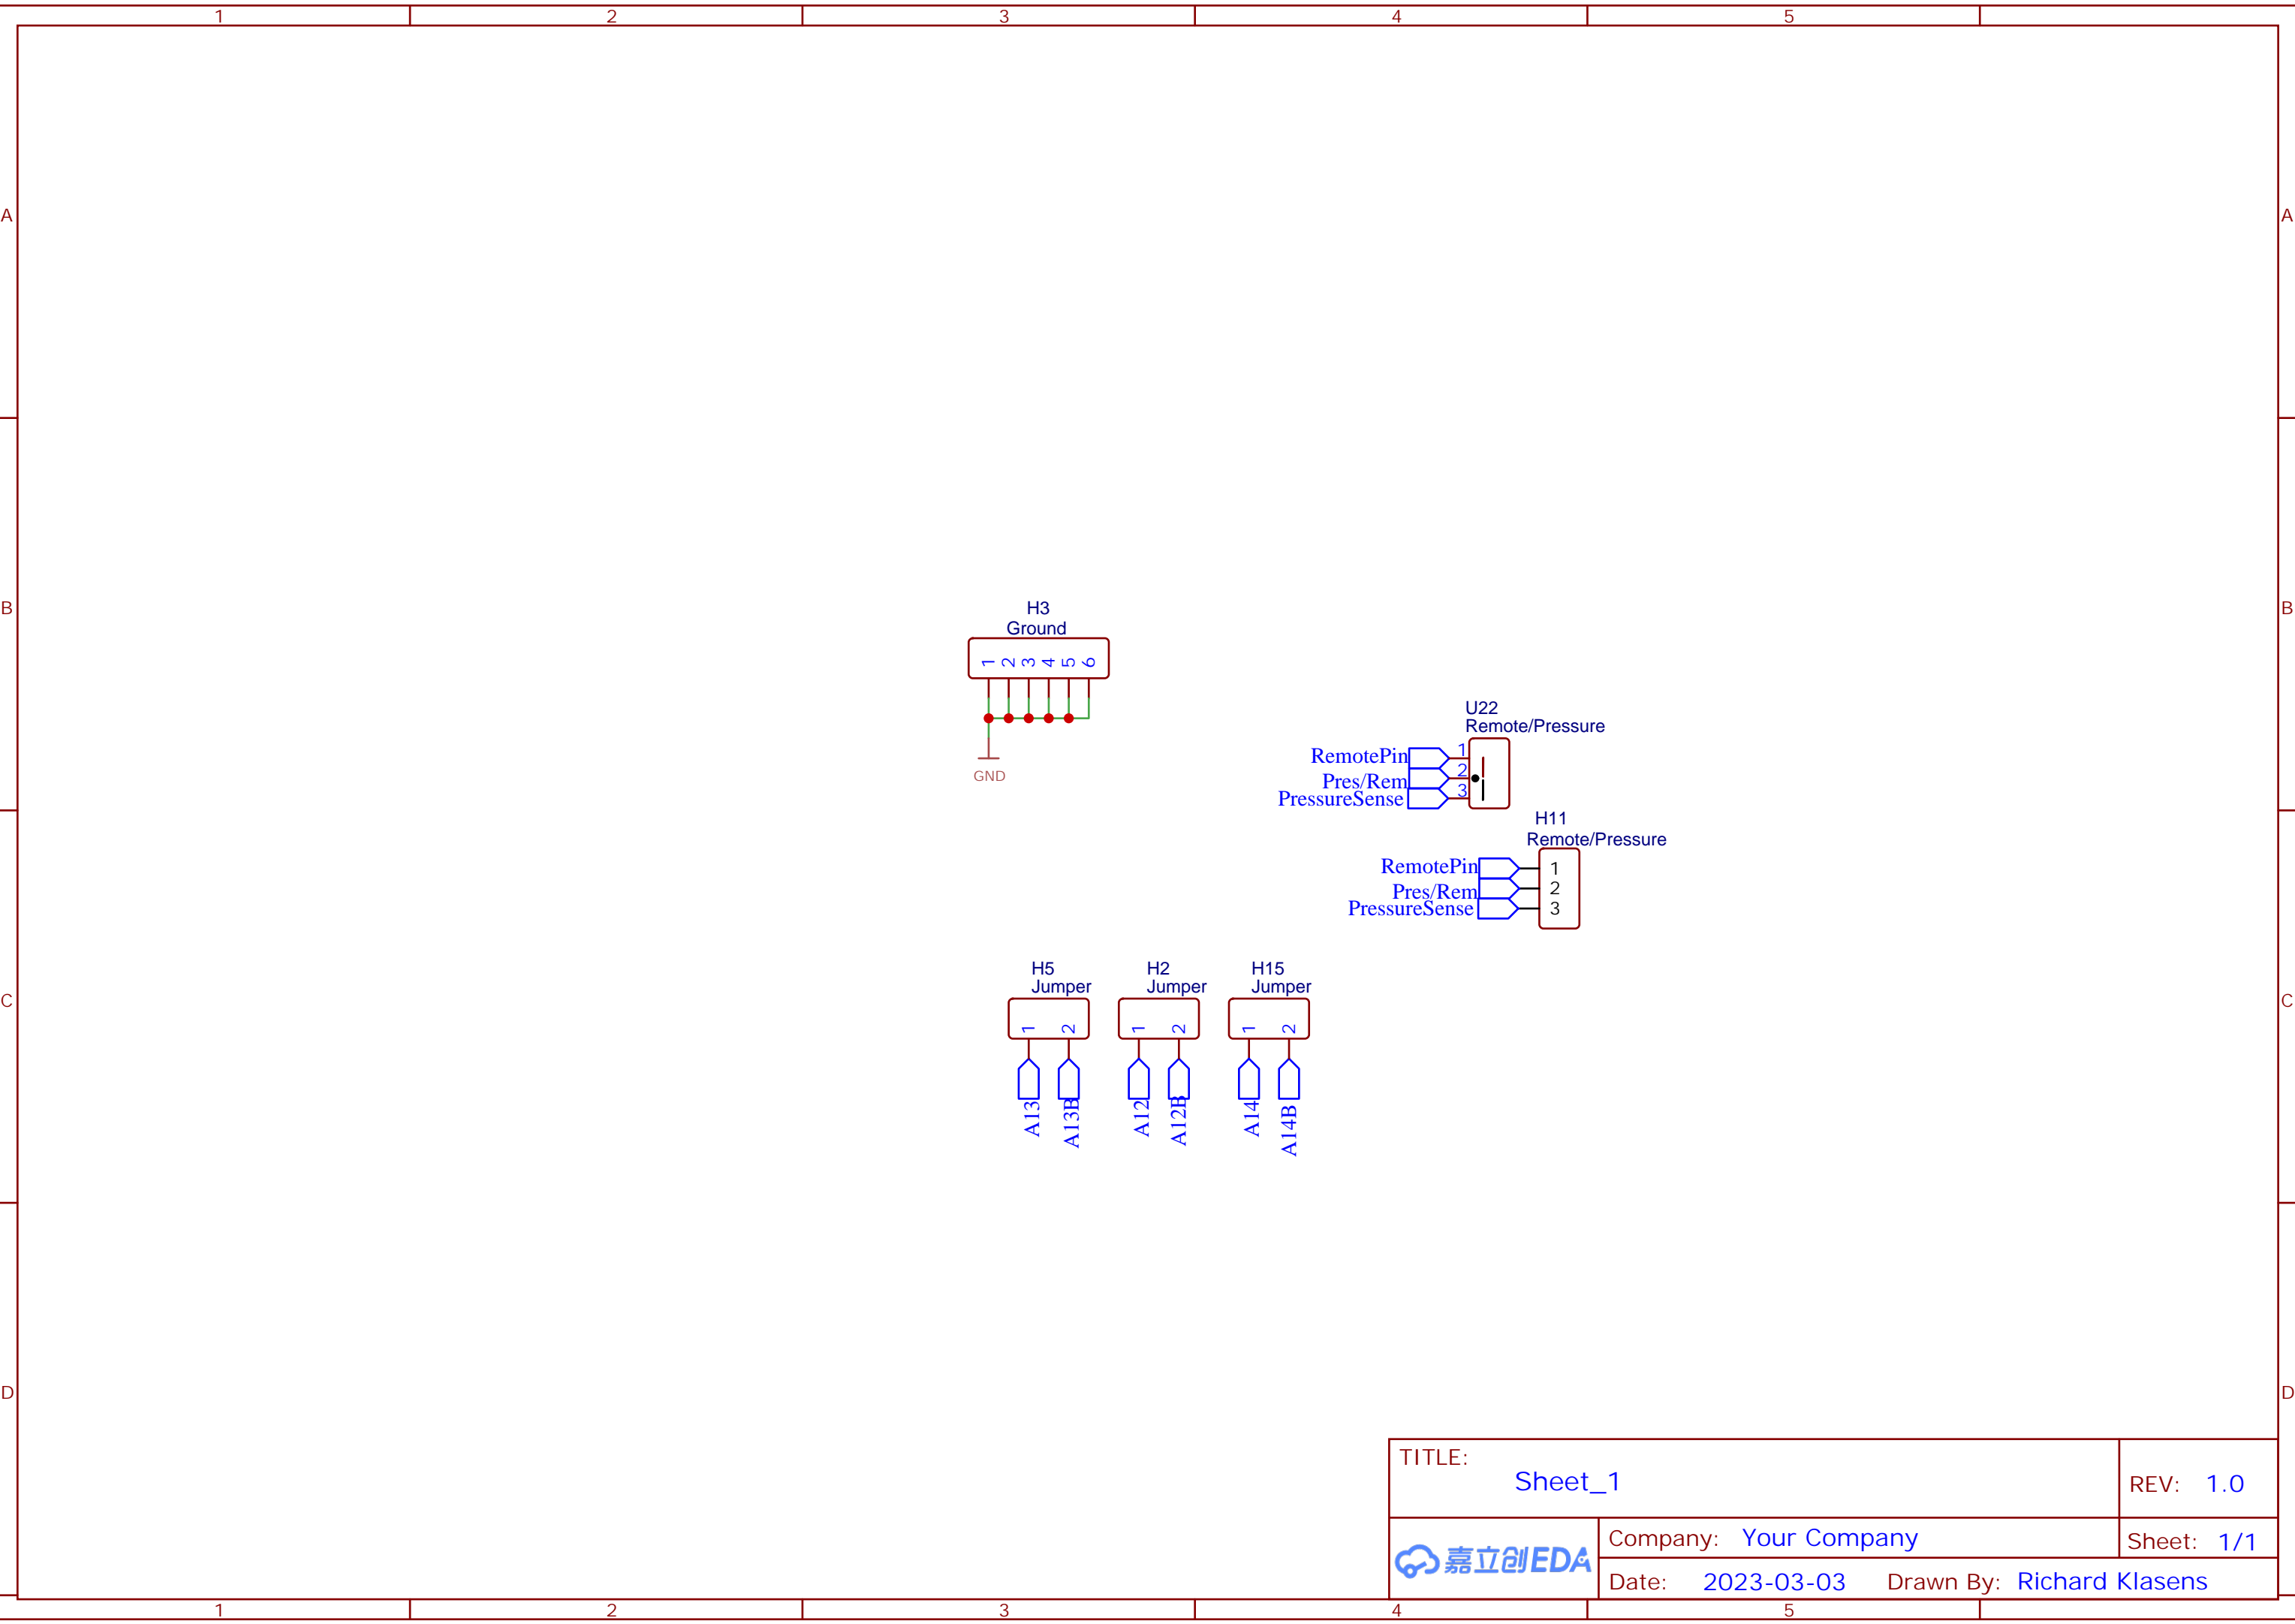 1 2 3 4 5
A A
B B
C C
D D
H3
Ground
1 2 3 4 5 6
GND
U22
Remote/Pressure
RemotePin 1
Pres/Rem 2
PressureSense 3
H11
Remote/Pressure
RemotePin 1
Pres/Rem 2
PressureSense 3
H5
Jumper
1 2
A13 A13B
H2
Jumper
1 2
A12 A12B
H15
Jumper
1 2
A14 A14B
TITLE:
Sheet_1
REV: 1.0
嘉立创EDA
Company: Your Company
Sheet: 1/1
Date: 2023-03-03 Drawn By: Richard Klasens
1 2 3 4 5